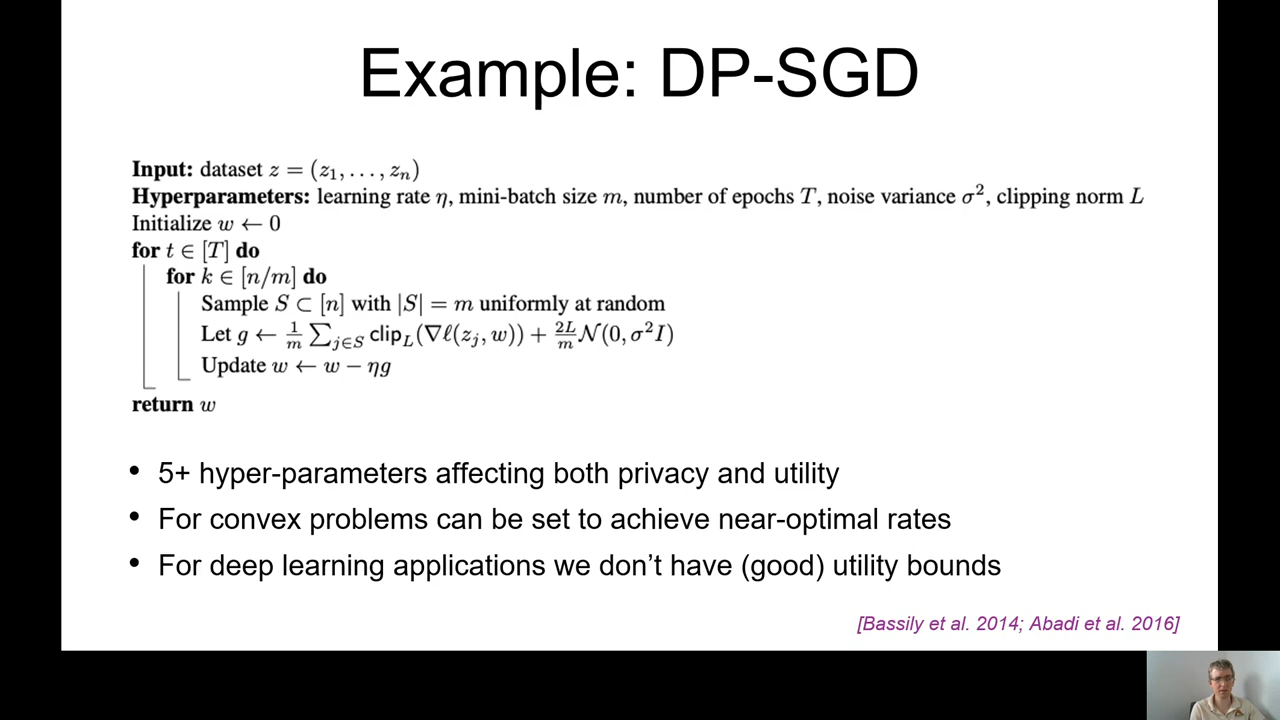 Example: DP-SGD
Input: dataset z = (z₁, . . . , zₙ)
Hyperparameters: learning rate η, mini-batch size m, number of epochs T, noise variance σ², clipping norm L
Initialize w ← 0
for t ∈ [T] do
for k ∈ [n/m] do
Sample S ⊂ [n] with |S| = m uniformly at random
Let g ← 1/m ∑_{j∈S} clip_L(∇ℓ(z_j, w)) + 2L/m 𝒩(0, σ²I)
Update w ← w − ηg
return w
• 5+ hyper-parameters affecting both privacy and utility
• For convex problems can be set to achieve near-optimal rates
• For deep learning applications we don't have (good) utility bounds
[Bassily et al. 2014; Abadi et al. 2016]